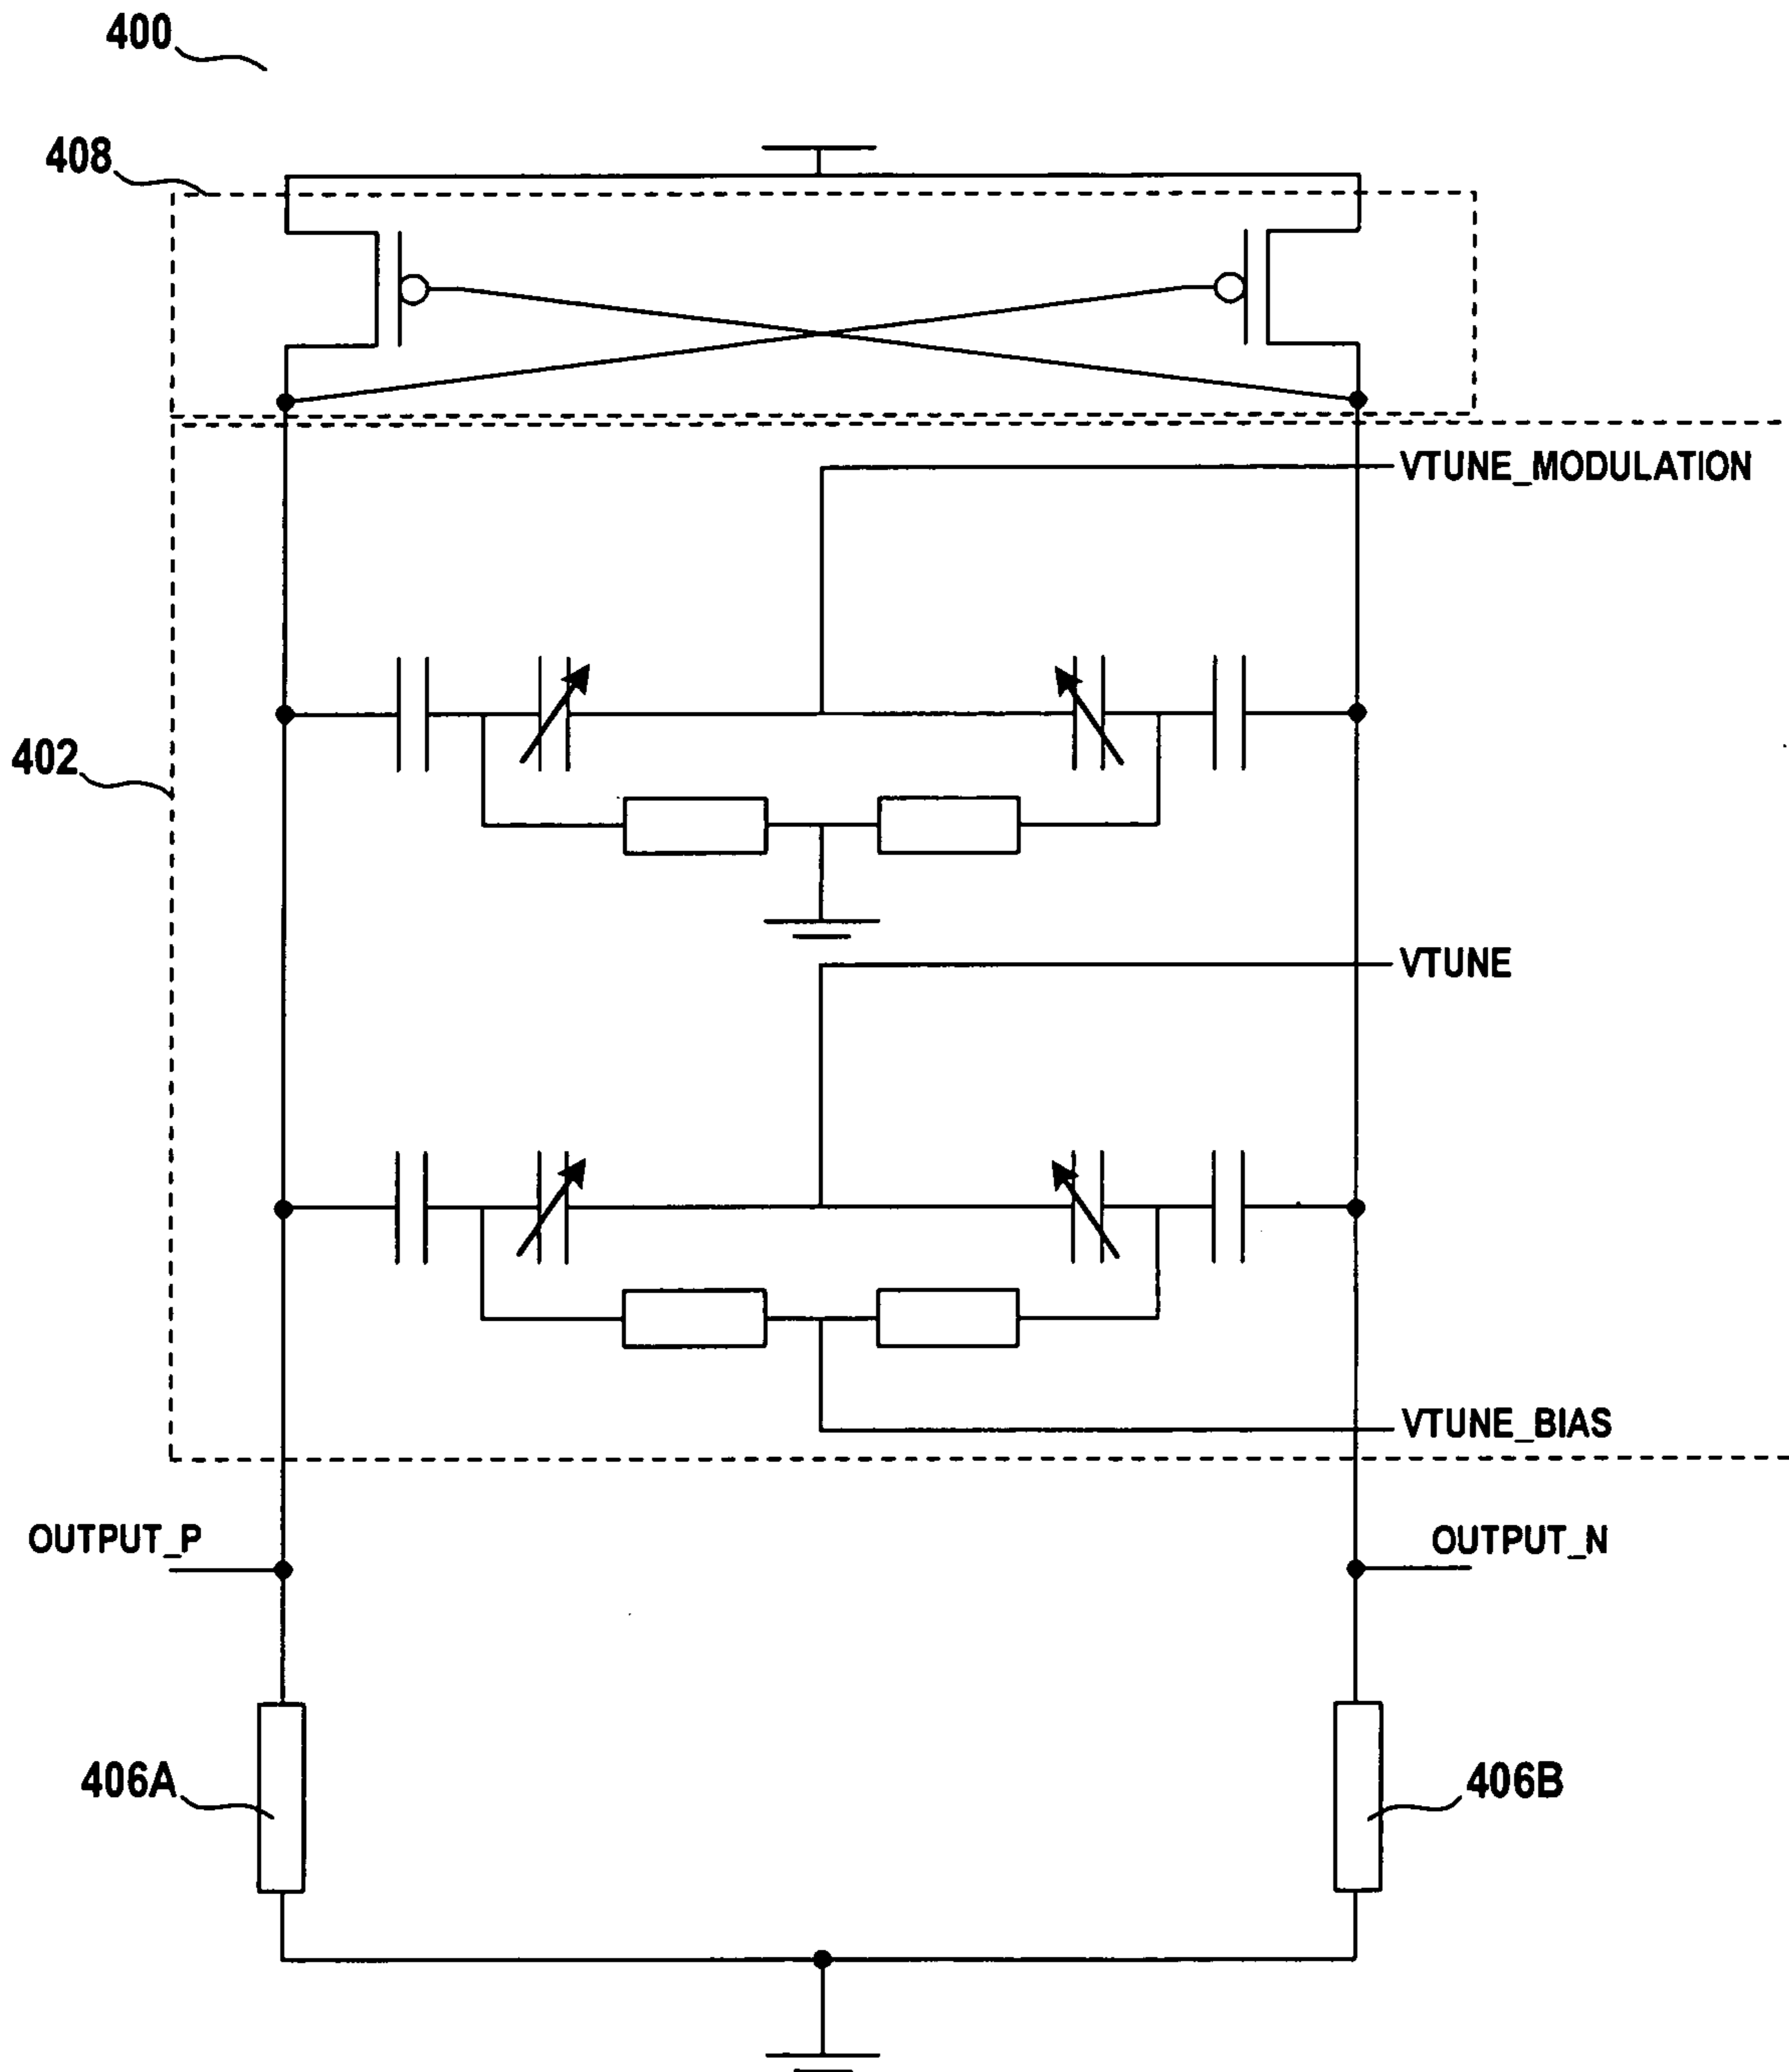 400
408
VTUNE_MODULATION
402
VTUNE
VTUNE_BIAS
OUTPUT_P
OUTPUT_N
406A
406B